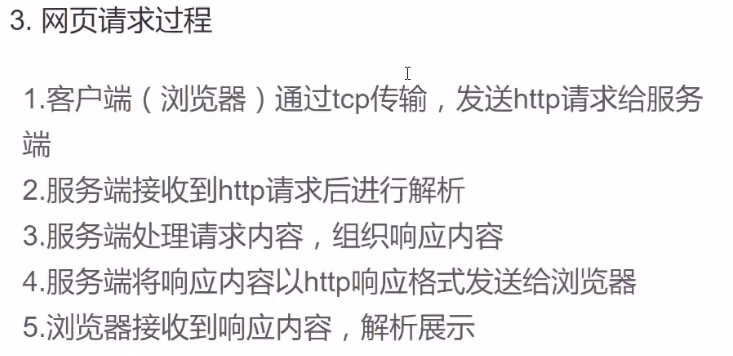 3. 网页请求过程
1.客户端（浏览器）通过tcp传输，发送http请求给服务
端
2.服务端接收到http请求后进行解析
3.服务端处理请求内容，组织响应内容
4.服务端将响应内容以http响应格式发送给浏览器
5.浏览器接收到响应内容，解析展示